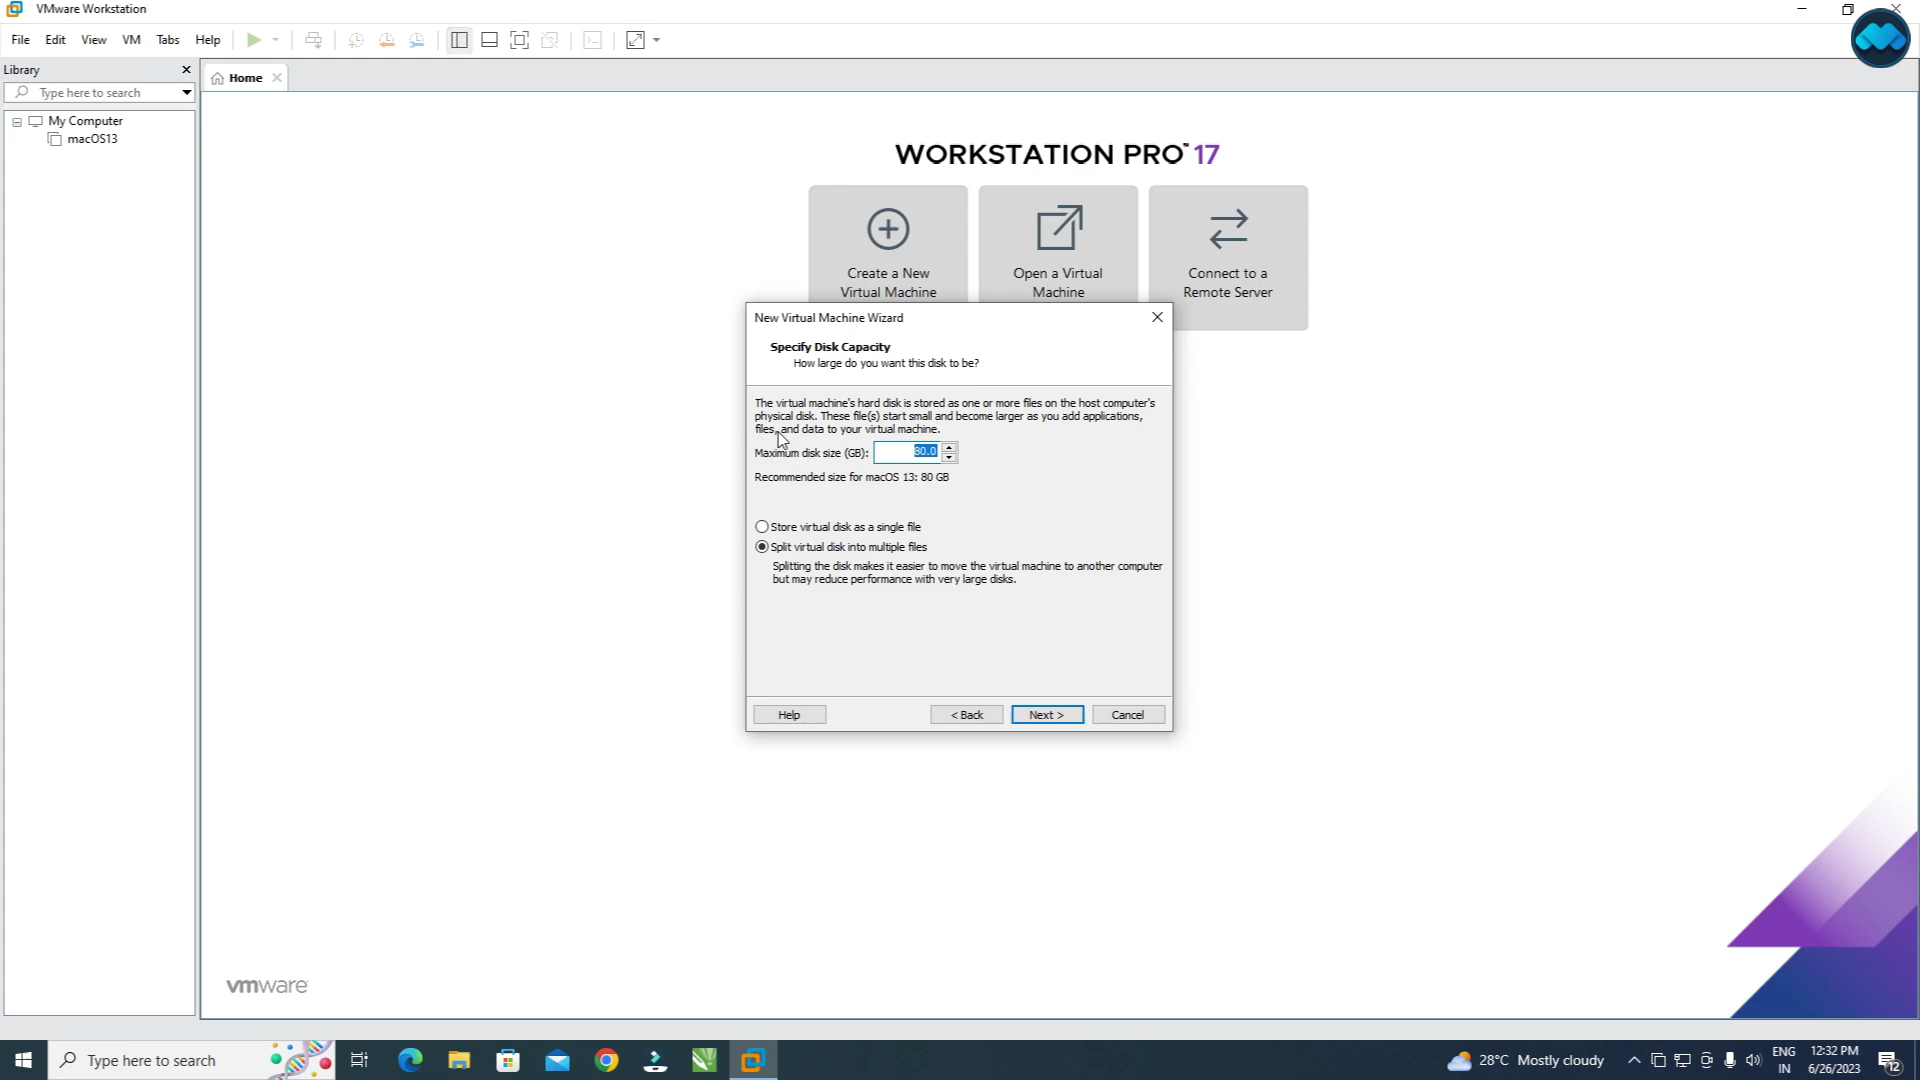 VMware Workstation
File Edit View VM Tabs Help
Library
Home
Type here to search
My Computer
macOS13
WORKSTATION PRO™ 17
Create a New
Virtual Machine
Open a Virtual
Machine
Connect to a
Remote Server
New Virtual Machine Wizard
Specify Disk Capacity
How large do you want this disk to be?
The virtual machine's hard disk is stored as one or more files on the host computer's
physical disk. These file(s) start small and become larger as you add applications,
files, and data to your virtual machine.
Maximum disk size (GB): 80.0
Recommended size for macOS 13: 80 GB
Store virtual disk as a single file
Split virtual disk into multiple files
Splitting the disk makes it easier to move the virtual machine to another computer
but may reduce performance with very large disks.
Help < Back Next > Cancel
vmware
Type here to search
28°C Mostly cloudy
ENG
IN
12:32 PM
6/26/2023
12